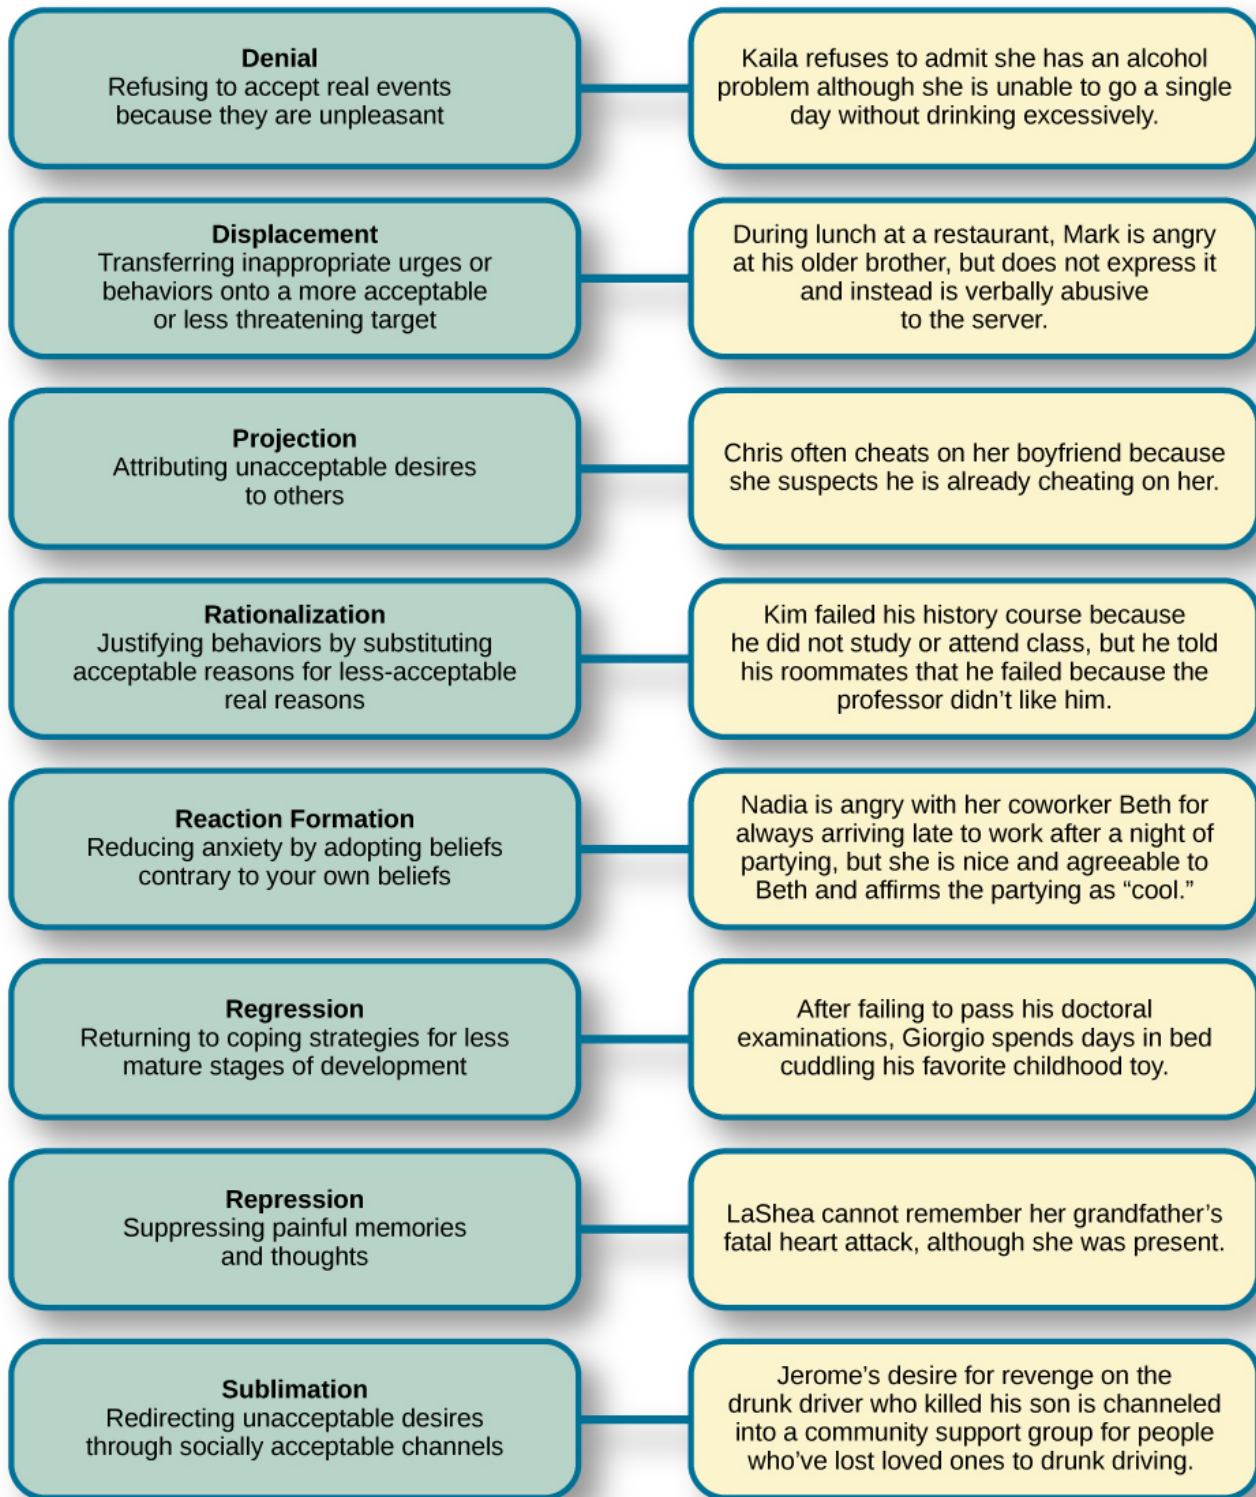 Denial
Refusing to accept real events
because they are unpleasant
Kaila refuses to admit she has an alcohol
problem although she is unable to go a single
day without drinking excessively.
Displacement
Transferring inappropriate urges or
behaviors onto a more acceptable
or less threatening target
During lunch at a restaurant, Mark is angry
at his older brother, but does not express it
and instead is verbally abusive
to the server.
Projection
Attributing unacceptable desires
to others
Chris often cheats on her boyfriend because
she suspects he is already cheating on her.
Rationalization
Justifying behaviors by substituting
acceptable reasons for less-acceptable
real reasons
Kim failed his history course because
he did not study or attend class, but he told
his roommates that he failed because the
professor didn’t like him.
Reaction Formation
Reducing anxiety by adopting beliefs
contrary to your own beliefs
Nadia is angry with her coworker Beth for
always arriving late to work after a night of
partying, but she is nice and agreeable to
Beth and affirms the partying as “cool.”
Regression
Returning to coping strategies for less
mature stages of development
After failing to pass his doctoral
examinations, Giorgio spends days in bed
cuddling his favorite childhood toy.
Repression
Suppressing painful memories
and thoughts
LaShea cannot remember her grandfather’s
fatal heart attack, although she was present.
Sublimation
Redirecting unacceptable desires
through socially acceptable channels
Jerome’s desire for revenge on the
drunk driver who killed his son is channeled
into a community support group for people
who’ve lost loved ones to drunk driving.